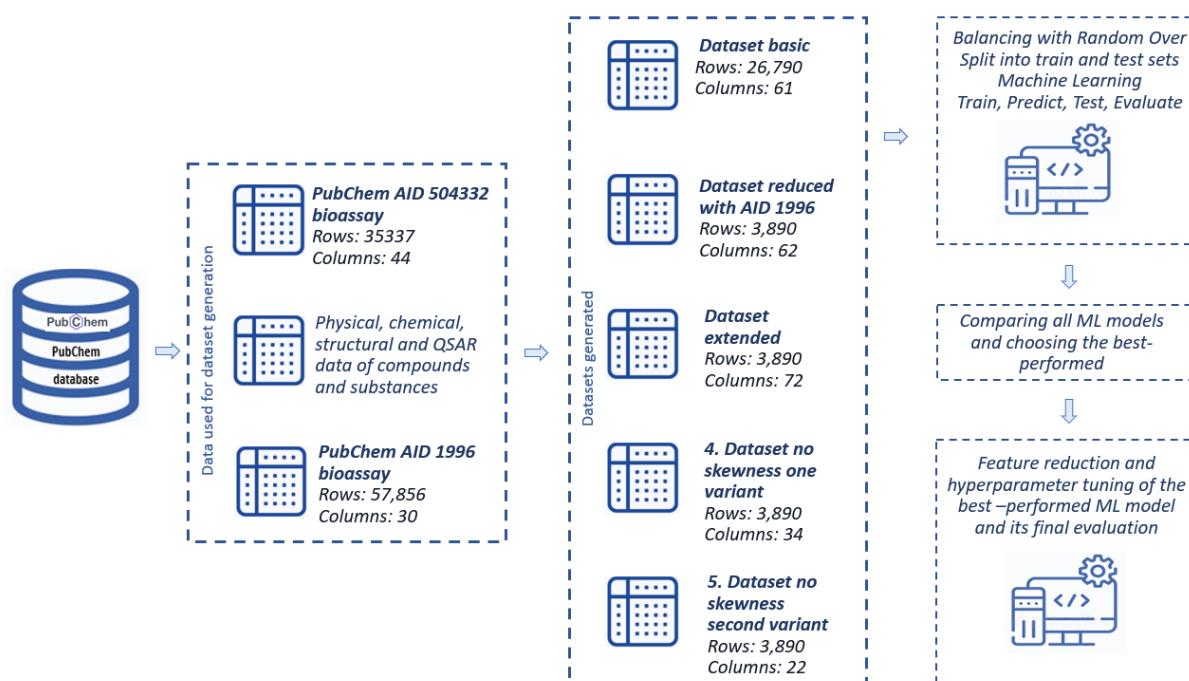 PubChem
PubChem
database
Data used for dataset generation
PubChem AID 504332
bioassay
Rows: 35337
Columns: 44
Physical, chemical,
structural and QSAR
data of compounds
and substances
PubChem AID 1996
bioassay
Rows: 57,856
Columns: 30
Datasets generated
Dataset basic
Rows: 26,790
Columns: 61
Dataset reduced
with AID 1996
Rows: 3,890
Columns: 62
Dataset
extended
Rows: 3,890
Columns: 72
4. Dataset no
skewness one
variant
Rows: 3,890
Columns: 34
5. Dataset no
skewness
second variant
Rows: 3,890
Columns: 22
Balancing with Random Over
Split into train and test sets
Machine Learning
Train, Predict, Test, Evaluate
</>
Comparing all ML models
and choosing the best-
performed
Feature reduction and
hyperparameter tuning of the
best –performed ML model
and its final evaluation
</>